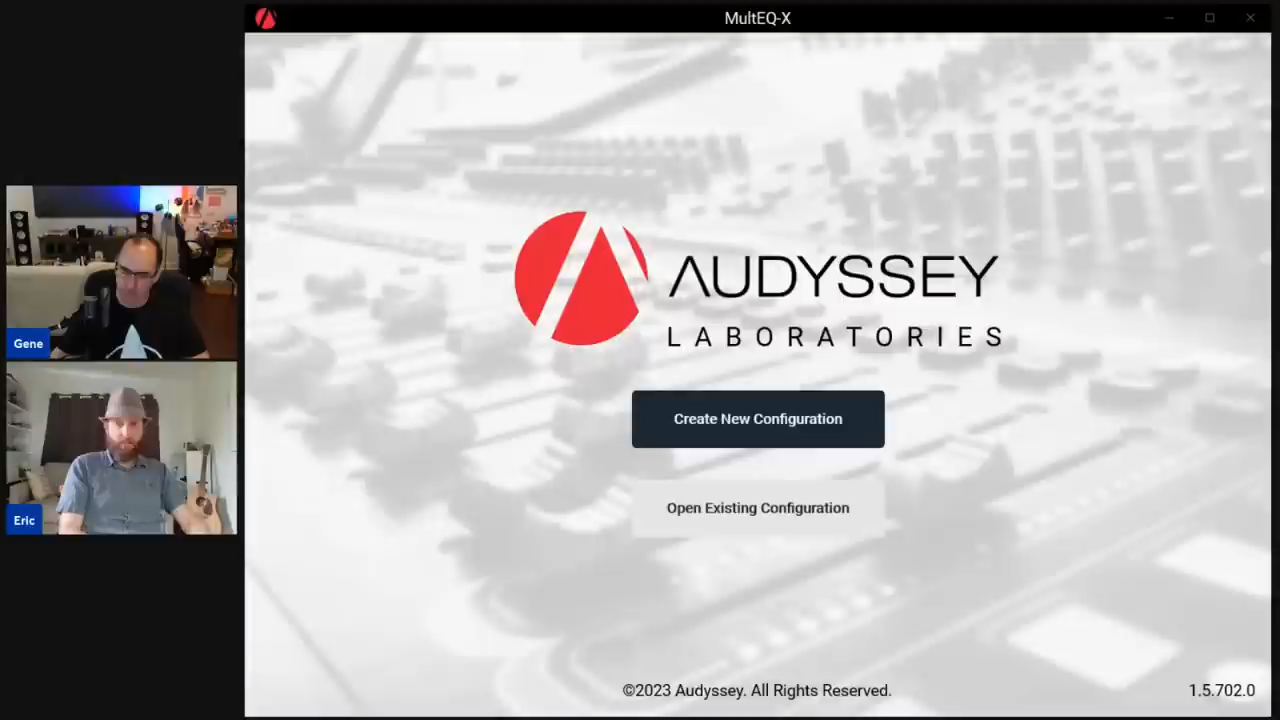 MultEQ-X
AUDYSSEY
LABORATORIES
Create New Configuration
Open Existing Configuration
©2023 Audyssey. All Rights Reserved.
1.5.702.0
Gene
Eric